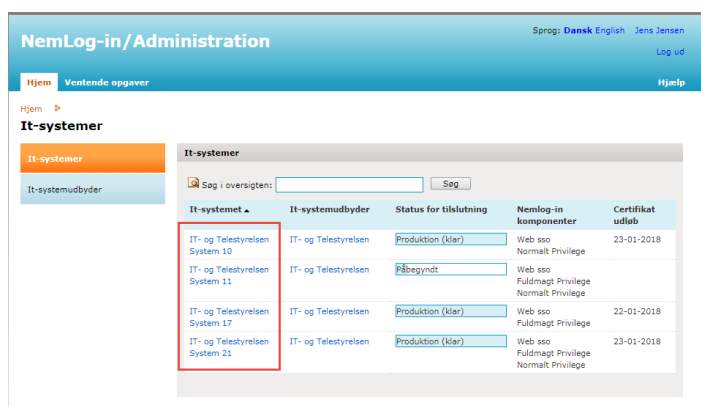 NemLog-in/Administration
Sprog: Dansk English Jens Jensen
Log ud
Hjem Ventende opgaver Hjælp
Hjem
It-systemer
It-systemer
It-systemudbyder
It-systemer
Søg i oversigten: Søg
It-systemet It-systemudbyder Status for tilslutning Nemlog-in komponenter Certifikat udløb
IT- og Telestyrelsen System 10 IT- og Telestyrelsen Produktion (klar) Web sso 23-01-2018
Normalt Privilege
IT- og Telestyrelsen System 11 IT- og Telestyrelsen Påbegyndt Web sso
Fuldmagt Privilege
Normalt Privilege
IT- og Telestyrelsen System 17 IT- og Telestyrelsen Produktion (klar) Web sso 22-01-2018
Fuldmagt Privilege
IT- og Telestyrelsen System 21 IT- og Telestyrelsen Produktion (klar) Web sso 23-01-2018
Fuldmagt Privilege
Normalt Privilege